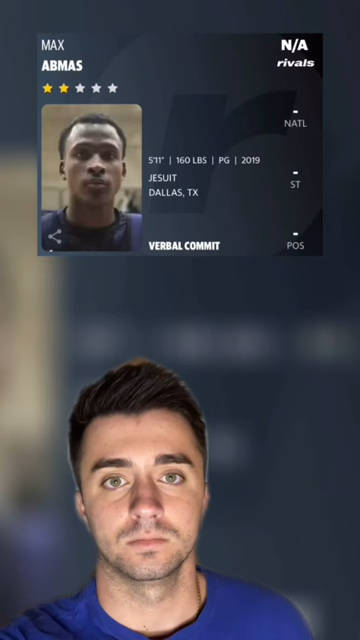 MAX
N/A
ABMAS
rivals
-
NATL
5'11" | 160 LBS | PG | 2019
JESUIT
-
DALLAS, TX
ST
-
VERBAL COMMIT
POS